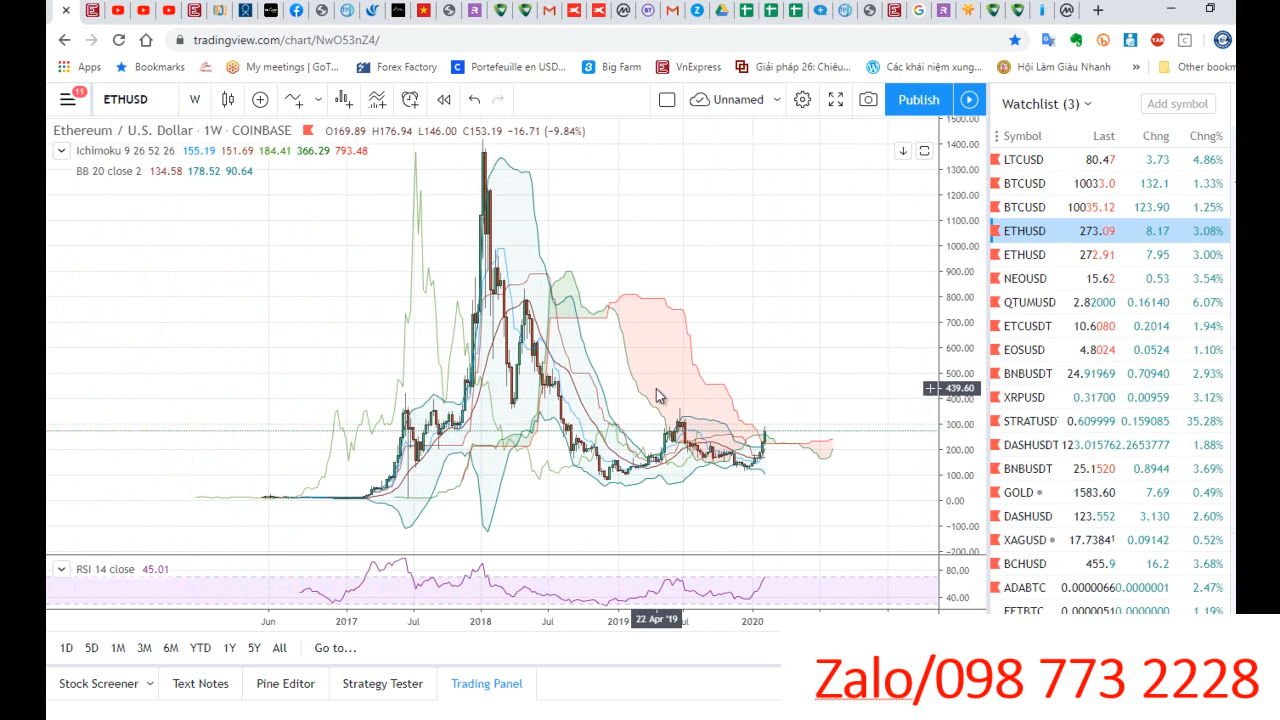 tradingview.com/chart/NwO53nZ4/
Apps Bookmarks My meetings | GoT... Forex Factory Portefeuille en USD... Big Farm VnExpress Giải pháp 26: Chiêu... Các khái niệm xung... Hội Làm Giàu Nhanh » Other bookm
11 ETHUSD W Unnamed Publish Watchlist (3) Add symbol
Ethereum / U.S. Dollar · 1W · COINBASE O169.89 H176.94 L146.00 C153.19 −16.71 (−9.84%)
Ichimoku 9 26 52 26 155.19 151.69 184.41 366.29 793.48
BB 20 close 2 134.58 178.52 90.64
1500.00
1400.00
1300.00
1200.00
1100.00
1000.00
900.00
800.00
700.00
600.00
500.00
439.60
400.00
300.00
200.00
100.00
0.00
-100.00
-200.00
RSI 14 close 45.01
80.00
40.00
Jun 2017 Jul 2018 Jul 2019 22 Apr '19 ul 2020
Symbol Last Chng Chng%
LTCUSD 80.47 3.73 4.86%
BTCUSD 10033.0 132.1 1.33%
BTCUSD 10035.12 123.90 1.25%
ETHUSD 273.09 8.17 3.08%
ETHUSD 272.91 7.95 3.00%
NEOUSD 15.62 0.53 3.54%
QTUMUSD 2.82000 0.16140 6.07%
ETCUSDT 10.6080 0.2014 1.94%
EOSUSD 4.8024 0.0524 1.10%
BNBUSDT 24.91969 0.70940 2.93%
XRPUSD 0.31700 0.00959 3.12%
STRATUSD 0.609999 0.159085 35.28%
DASHUSDT 123.01576 2.2653777 1.88%
BNBUSDT 25.1520 0.8944 3.69%
GOLD 1583.60 7.69 0.49%
DASHUSD 123.552 3.130 2.60%
XAGUSD 17.7384¹ 0.09142 0.52%
BCHUSD 455.9 16.2 3.68%
ADABTC 0.0000066 0.0000001 2.47%
1D 5D 1M 3M 6M YTD 1Y 5Y All Go to...
Stock Screener Text Notes Pine Editor Strategy Tester Trading Panel
Zalo/098 773 2228